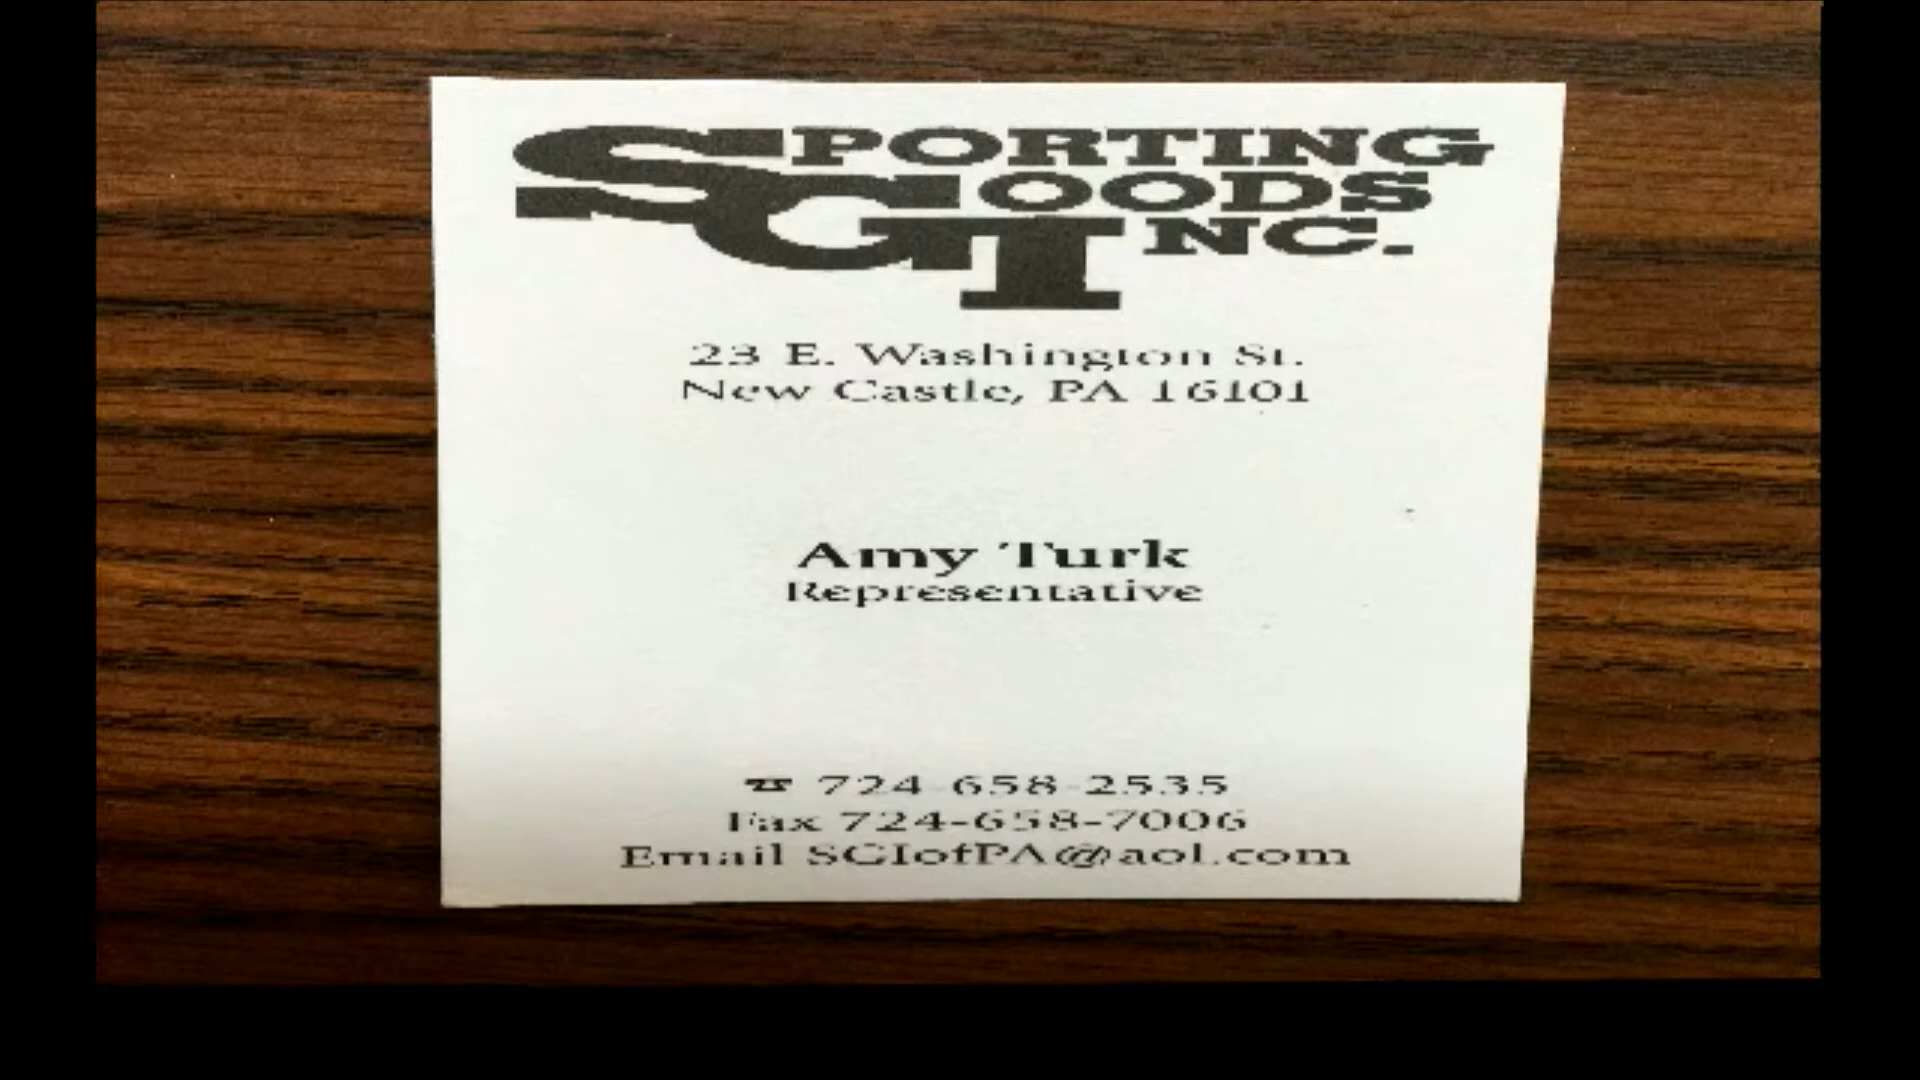 SPORTING
GOODS
INC.
23 E. Washington St.
New Castle, PA 16101
Amy Turk
Representative
☎ 724-658-2535
Fax 724-658-7006
Email SGIofPA@aol.com